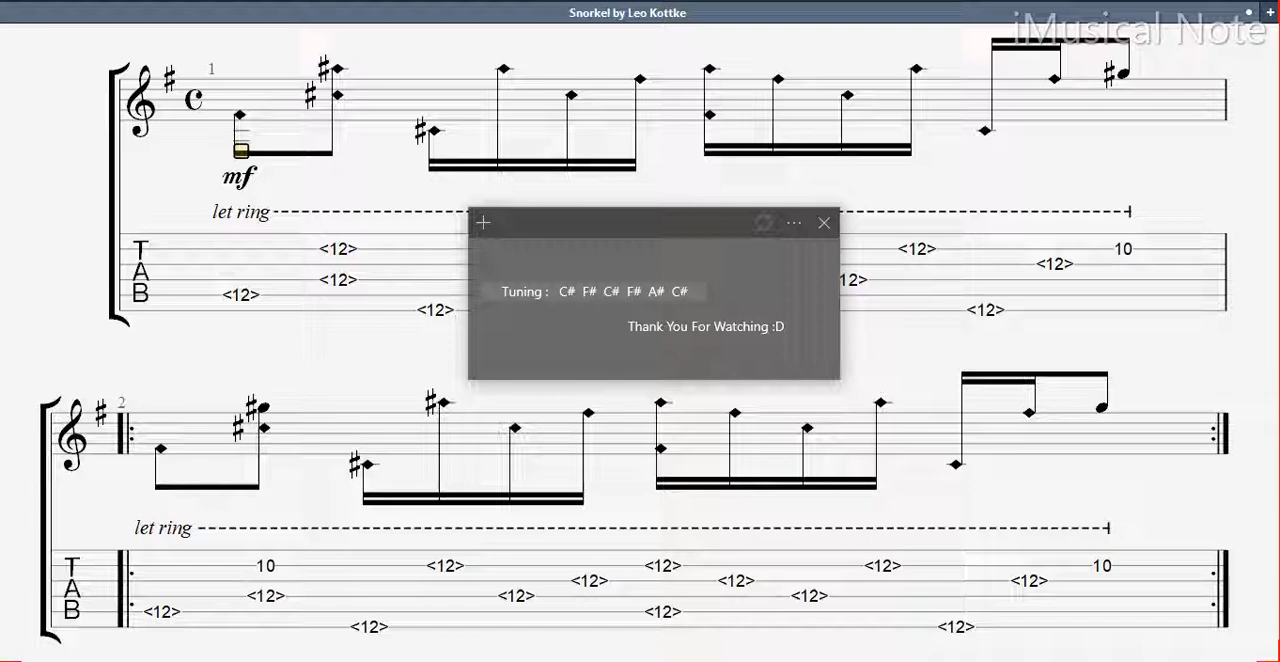 Snorkel by Leo Kottke
iMusical Note
1
mf
let ring
T
A
B
<12> <12> <12> <12> 10
<12> <12> 12>
<12> <12> <12>
Tuning : C# F# C# F# A# C#
Thank You For Watching :D
2
let ring
T
A
B
10 <12> <12> <12> 10
<12> <12> <12>
<12> <12> <12>
<12> <12>
<12> <12>